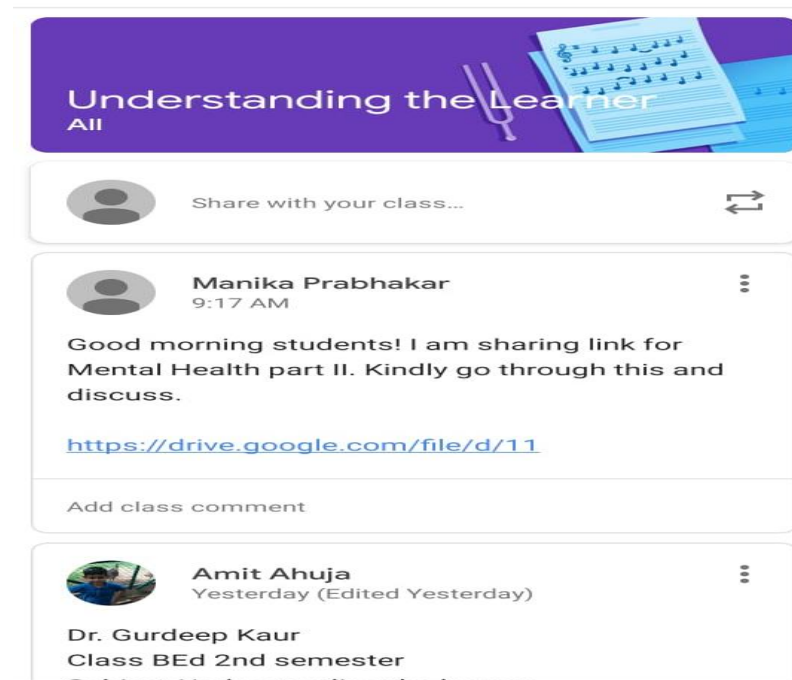 Understanding the Learner
All
Share with your class...
Manika Prabhakar
9:17 AM
Good morning students! I am sharing link for
Mental Health part II. Kindly go through this and
discuss.
https://drive.google.com/file/d/11
Add class comment
Amit Ahuja
Yesterday (Edited Yesterday)
Dr. Gurdeep Kaur
Class BEd 2nd semester